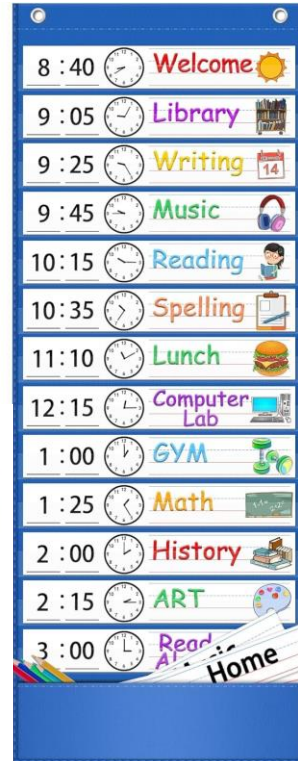 8:40 Welcome
9:05 Library
9:25 Writing 14
9:45 Music
10:15 Reading
10:35 Spelling
11:10 Lunch
12:15 Computer
Lab
1:00 GYM
1:25 Math
2:00 History
2:15 ART
3:00 Read
Home